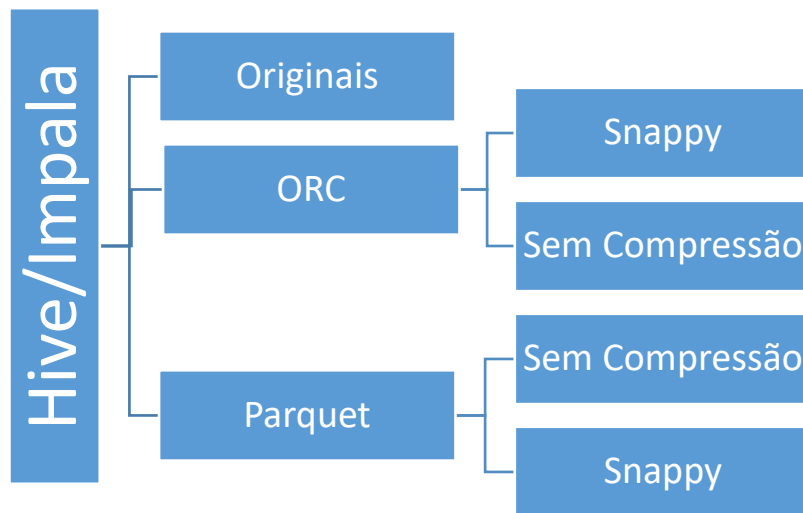 Hive/Impala
Originais
ORC
Snappy
Sem Compressão
Parquet
Sem Compressão
Snappy